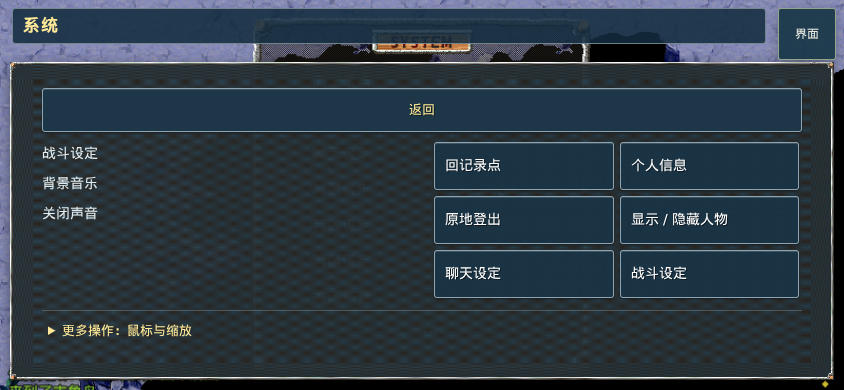 系统
SYSTEM
界面
返回
战斗设定
背景音乐
关闭声音
回记录点
个人信息
原地登出
显示 / 隐藏人物
聊天设定
战斗设定
▶ 更多操作：鼠标与缩放